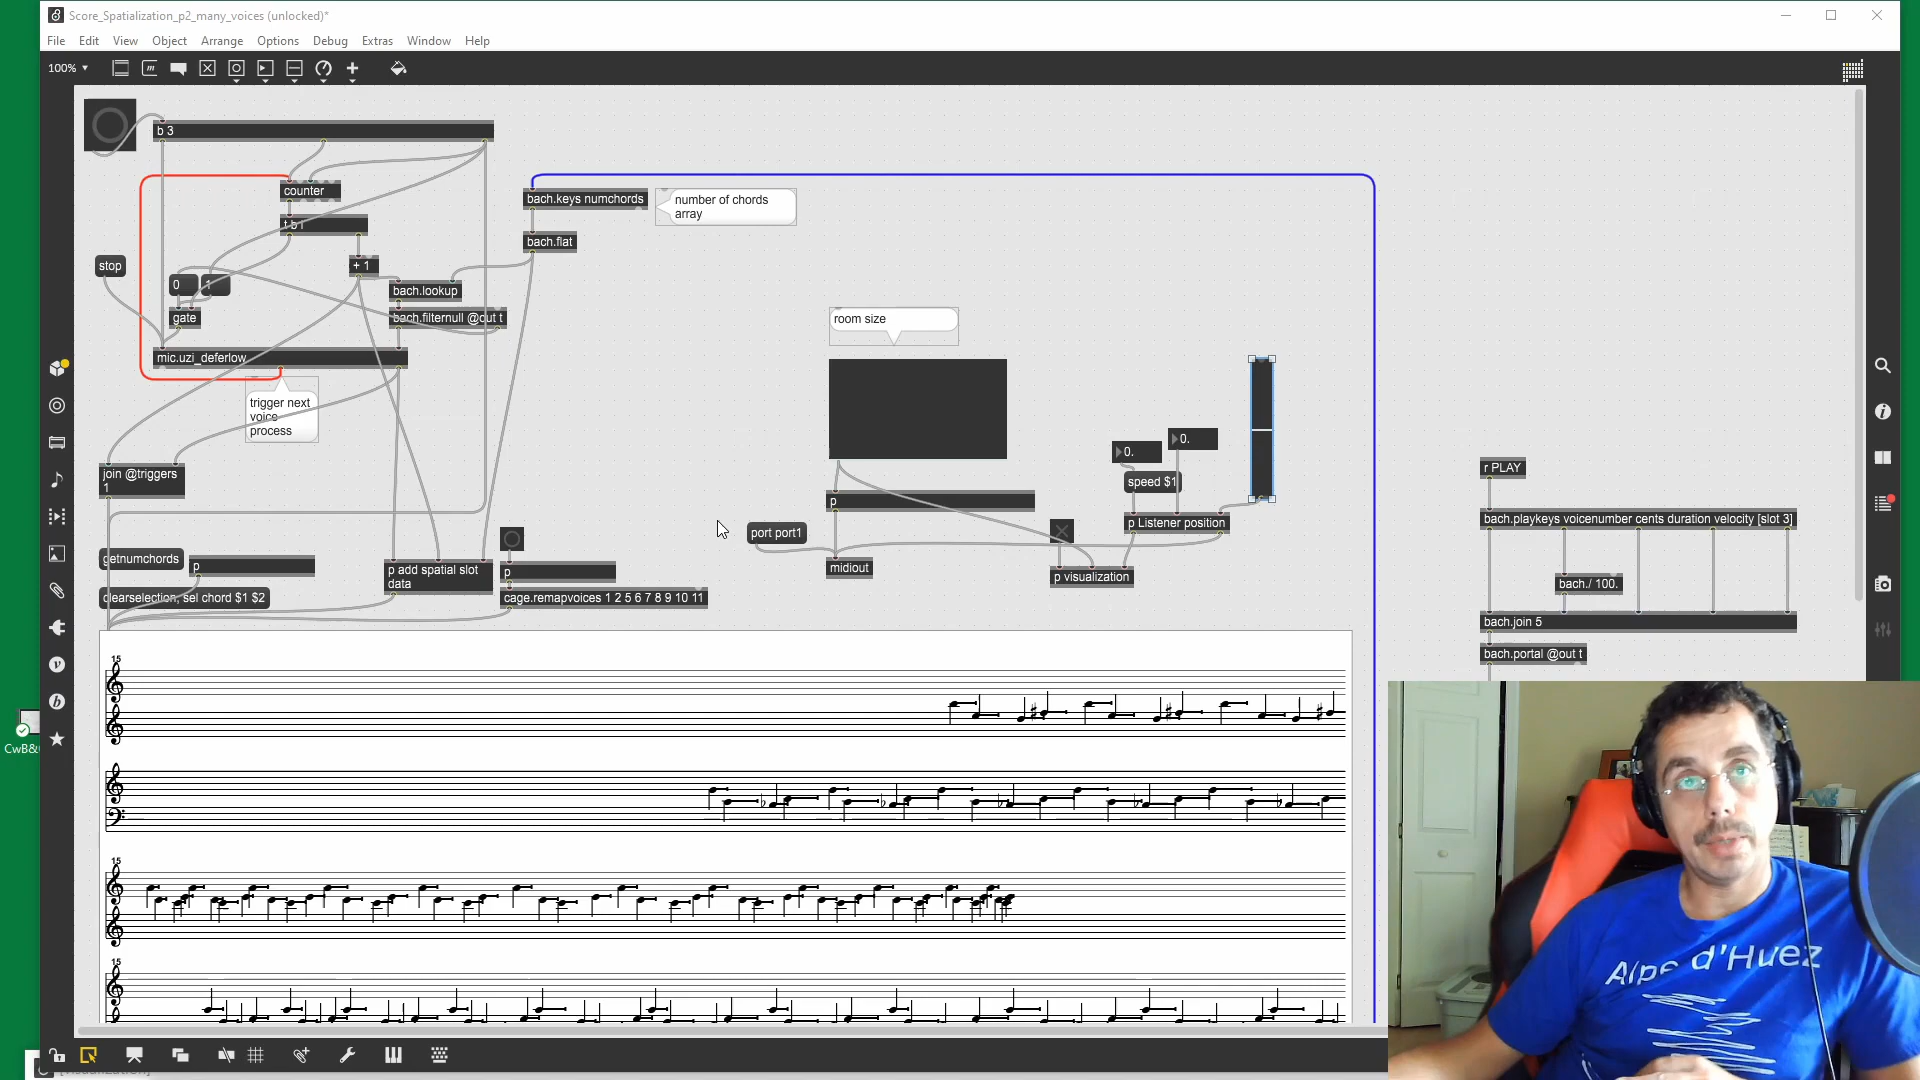 Score_Spatialization_p2_many_voices (unlocked)*
File Edit View Object Arrange Options Debug Extras Window Help
100%
b 3
counter
bach.keys numchords
number of chords
array
t b i
bach.flat
stop
+ 1
0
1
bach.lookup
gate
bach.filternull @out t
room size
mic.uzi_deferlow
trigger next
voice
process
0.
0.
r PLAY
join @triggers
1
speed $1
p
bach.playkeys voicenumber cents duration velocity [slot 3]
p Listener position
port port1
getnumchords
p
p add spatial slot
data
p
midiout
p visualization
bach./ 100.
clearselection, sel chord $1 $2
cage.remapvoices 1 2 5 6 7 8 9 10 11
bach.join 5
bach.portal @out t
15
15
15
CwB&
Alpe d'Huez
[visualization]